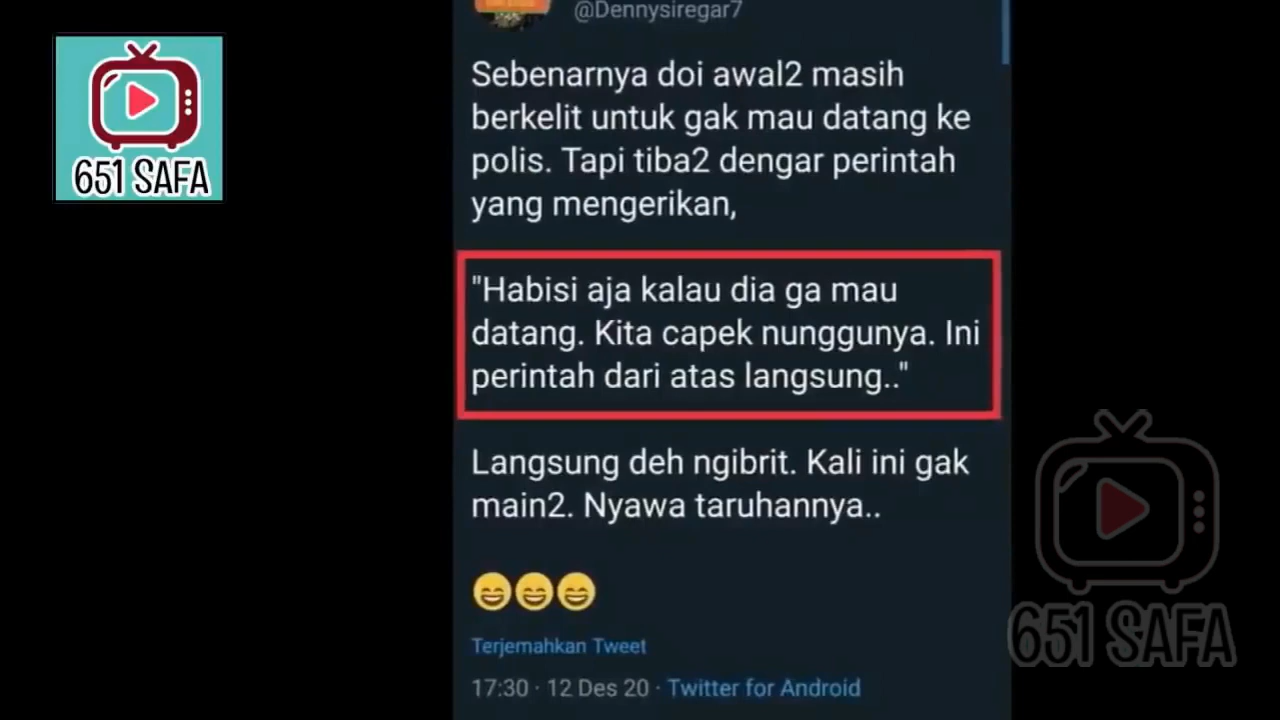 @Dennysiregar7
651 SAFA
Sebenarnya doi awal2 masih
berkelit untuk gak mau datang ke
polis. Tapi tiba2 dengar perintah
yang mengerikan,
"Habisi aja kalau dia ga mau
datang. Kita capek nunggunya. Ini
perintah dari atas langsung.."
Langsung deh ngibrit. Kali ini gak
main2. Nyawa taruhannya..
😄😄😄
Terjemahkan Tweet
17:30 · 12 Des 20 · Twitter for Android
651 SAFA